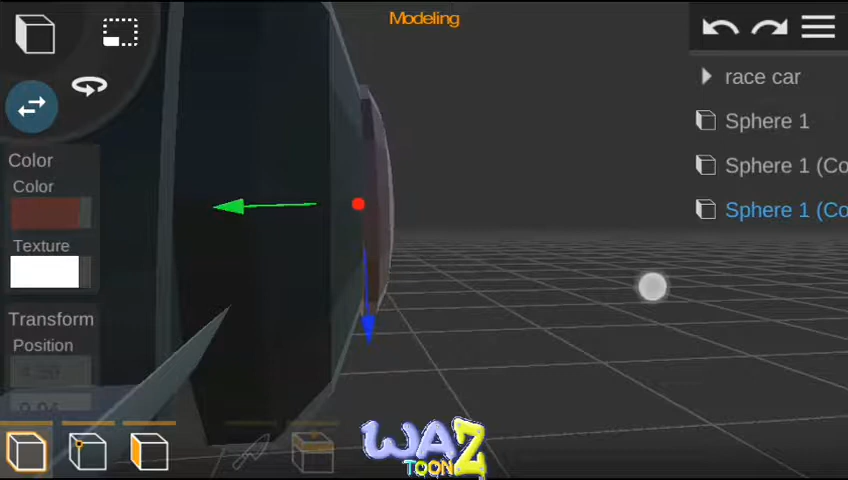 Modeling
race car
Sphere 1
Sphere 1 (Co
Sphere 1 (Co
Color
Color
Texture
Transform
Position
WAZ
TOON